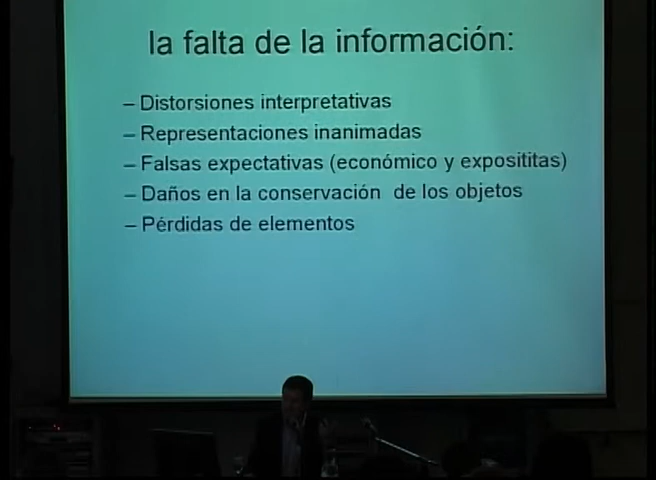 la falta de la información:
– Distorsiones interpretativas
– Representaciones inanimadas
– Falsas expectativas (económico y exposititas)
– Daños en la conservación de los objetos
– Pérdidas de elementos